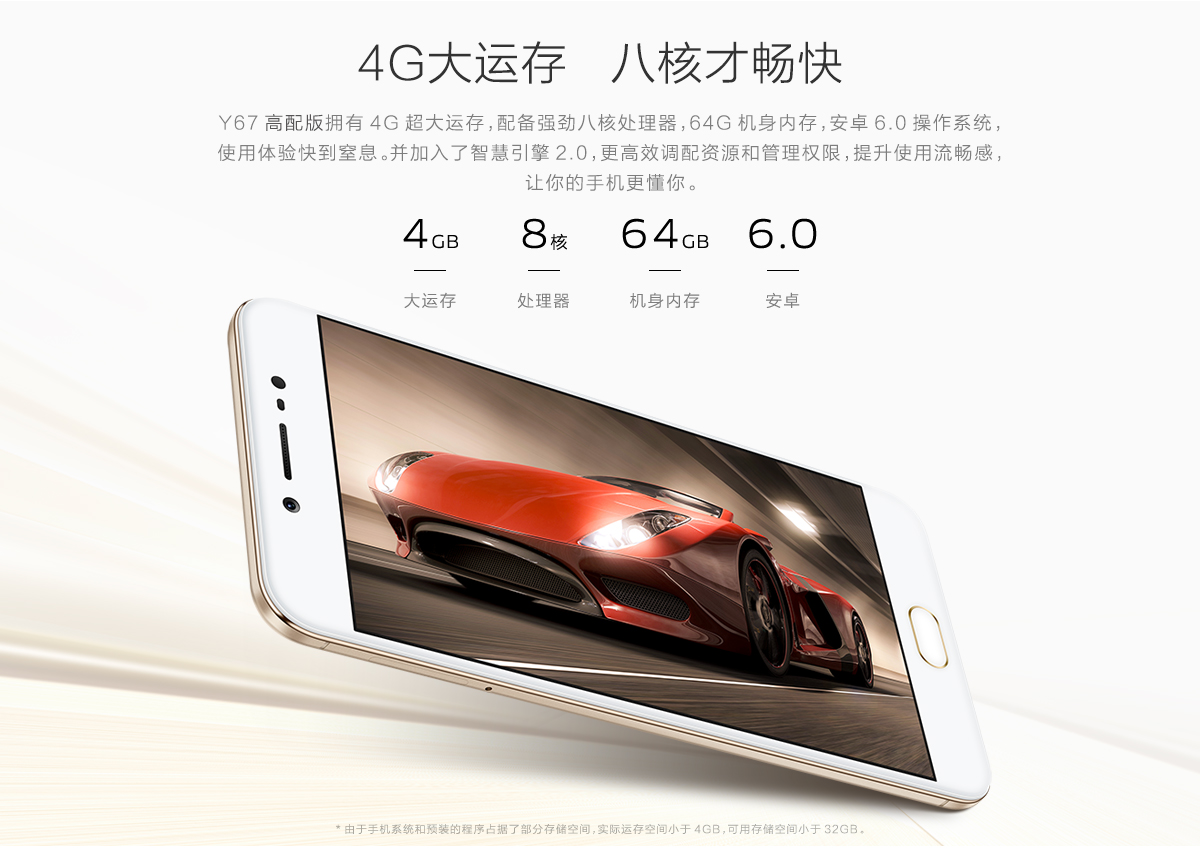 4G大运存 八核才畅快
Y67 高配版拥有 4G 超大运存，配备强劲八核处理器，64G 机身内存，安卓 6.0 操作系统，
使用体验快到窒息。并加入了智慧引擎 2.0，更高效调配资源和管理权限，提升使用流畅感，
让你的手机更懂你。
4GB 8核 64GB 6.0
大运存 处理器 机身内存 安卓
* 由于手机系统和预装的程序占据了部分存储空间，实际运存空间小于 4GB，可用存储空间小于 32GB。